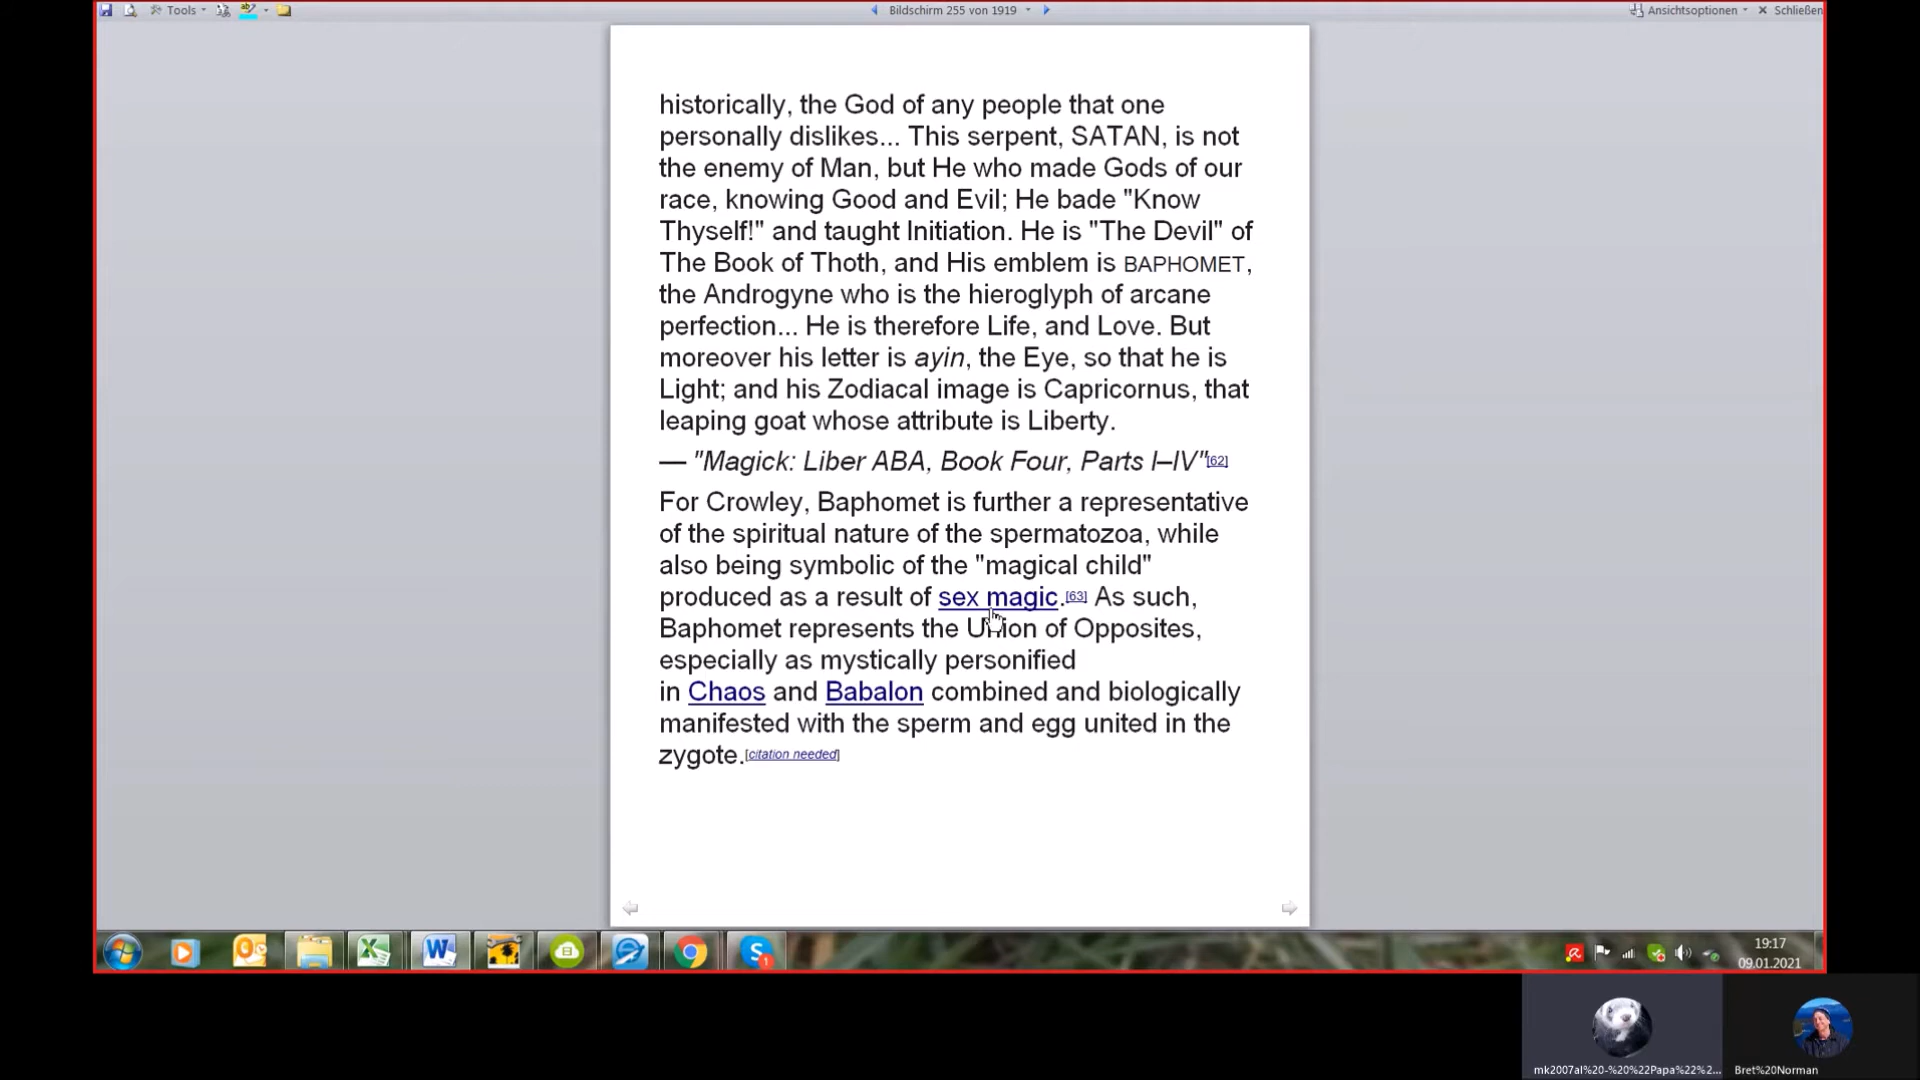 Tools
Bildschirm 255 von 1919
Ansichtsoptionen
Schließen
historically, the God of any people that one
personally dislikes... This serpent, SATAN, is not
the enemy of Man, but He who made Gods of our
race, knowing Good and Evil; He bade "Know
Thyself!" and taught Initiation. He is "The Devil" of
The Book of Thoth, and His emblem is BAPHOMET,
the Androgyne who is the hieroglyph of arcane
perfection... He is therefore Life, and Love. But
moreover his letter is ayin, the Eye, so that he is
Light; and his Zodiacal image is Capricornus, that
leaping goat whose attribute is Liberty.
— "Magick: Liber ABA, Book Four, Parts I–IV"[62]
For Crowley, Baphomet is further a representative
of the spiritual nature of the spermatozoa, while
also being symbolic of the "magical child"
produced as a result of sex magic.[63] As such,
Baphomet represents the Union of Opposites,
especially as mystically personified
in Chaos and Babalon combined and biologically
manifested with the sperm and egg united in the
zygote.[citation needed]
19:17
09.01.2021
mk2007al%20-%20%22Papa%22%2...
Bret%20Norman